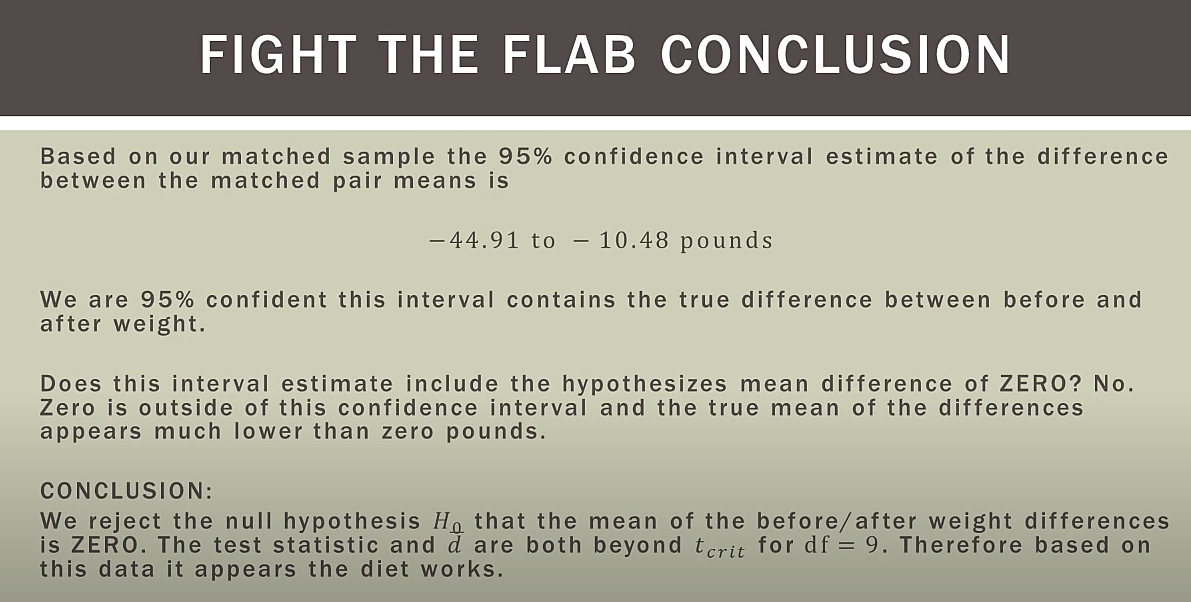 FIGHT THE FLAB CONCLUSION
Based on our matched sample the 95% confidence interval estimate of the difference
between the matched pair means is
−44.91 to − 10.48 pounds
We are 95% confident this interval contains the true difference between before and
after weight.
Does this interval estimate include the hypothesizes mean difference of ZERO? No.
Zero is outside of this confidence interval and the true mean of the differences
appears much lower than zero pounds.
CONCLUSION:
We reject the null hypothesis H₀ that the mean of the before/after weight differences
is ZERO. The test statistic and d̅ are both beyond t_crit for df = 9. Therefore based on
this data it appears the diet works.